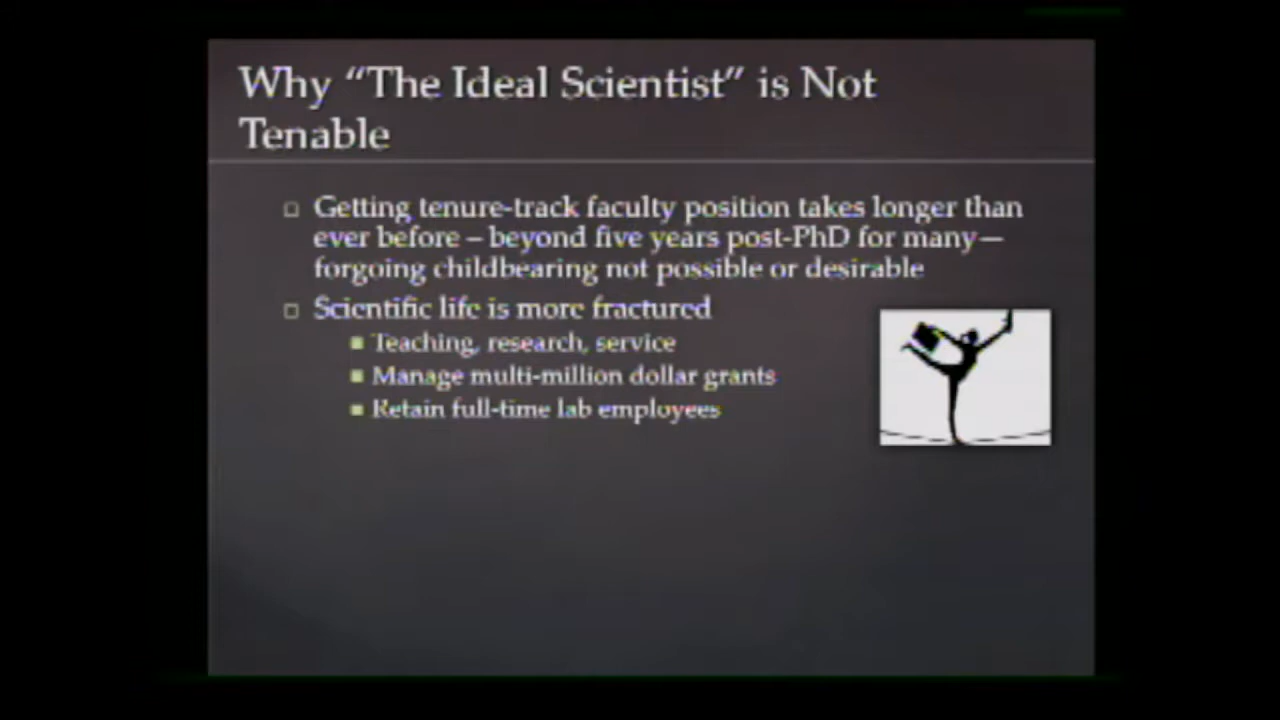 Why “The Ideal Scientist” is Not
Tenable
Getting tenure-track faculty position takes longer than
ever before – beyond five years post-PhD for many—
forgoing childbearing not possible or desirable
Scientific life is more fractured
Teaching, research, service
Manage multi-million dollar grants
Retain full-time lab employees